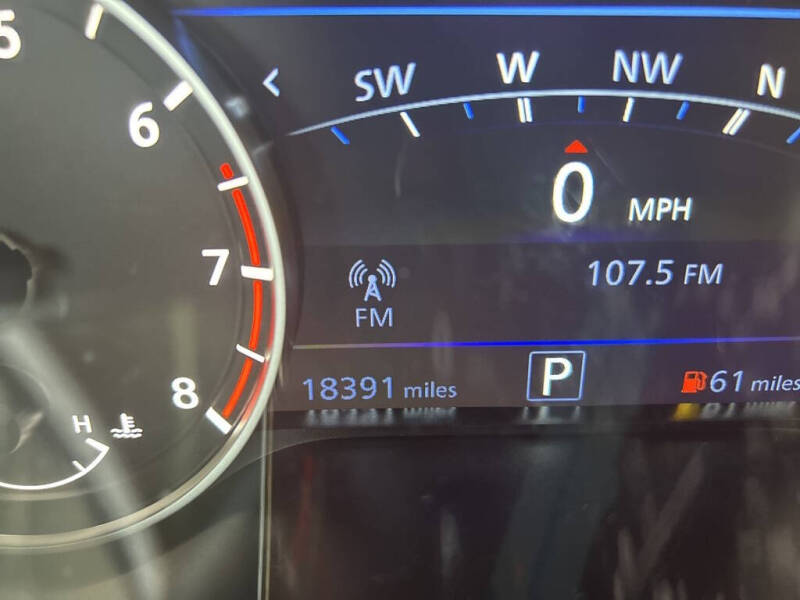 5
6
7
8
H
< SW W NW N
0 MPH
107.5 FM
FM
18391 miles P 61 miles